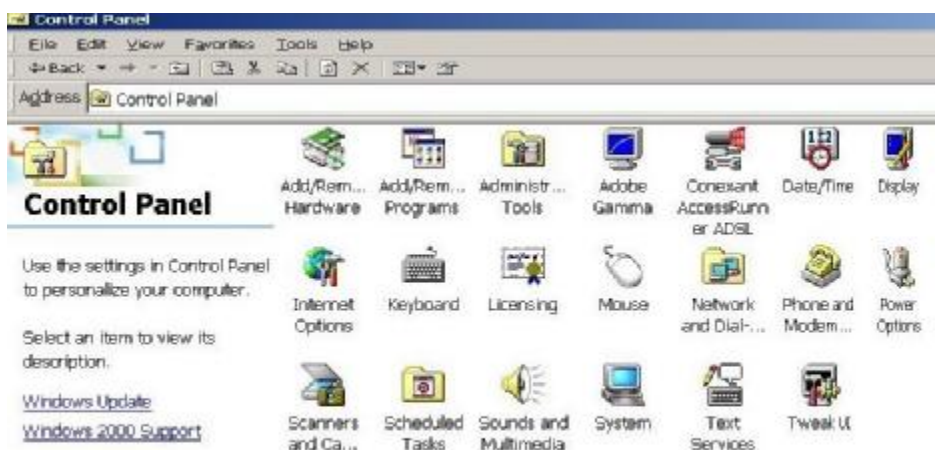 Control Panel
File Edit View Favorites Tools Help
Back
Address Control Panel
Add/Rem... Add/Rem... Administr... Adobe Conexant Date/Time Display
Hardware Programs Tools Gamma AccessRunn
er ADSL
Control Panel
Use the settings in Control Panel
to personalize your computer.
Internet Keyboard Licensing Mouse Network Phone and Power
Options and Dial-... Modem... Options
Select an item to view its
description.
Windows Update
Windows 2000 Support
Scanners Scheduled Sounds and System Text Tweak UI
and Ca... Tasks Multimedia Services